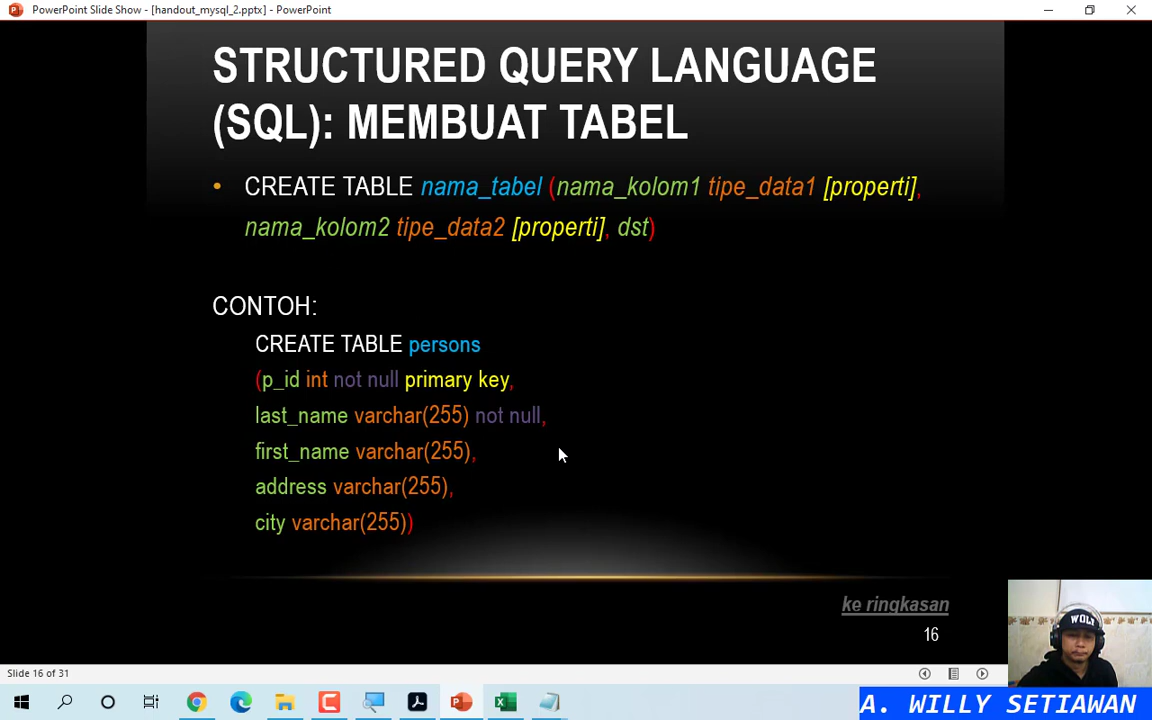 PowerPoint Slide Show - [handout_mysql_2.pptx] - PowerPoint
STRUCTURED QUERY LANGUAGE
(SQL): MEMBUAT TABEL
• CREATE TABLE nama_tabel (nama_kolom1 tipe_data1 [properti],
nama_kolom2 tipe_data2 [properti], dst)
CONTOH:
CREATE TABLE persons
(p_id int not null primary key,
last_name varchar(255) not null,
first_name varchar(255),
address varchar(255),
city varchar(255))
ke ringkasan
16
WOLY
Slide 16 of 31
A. WILLY SETIAWAN